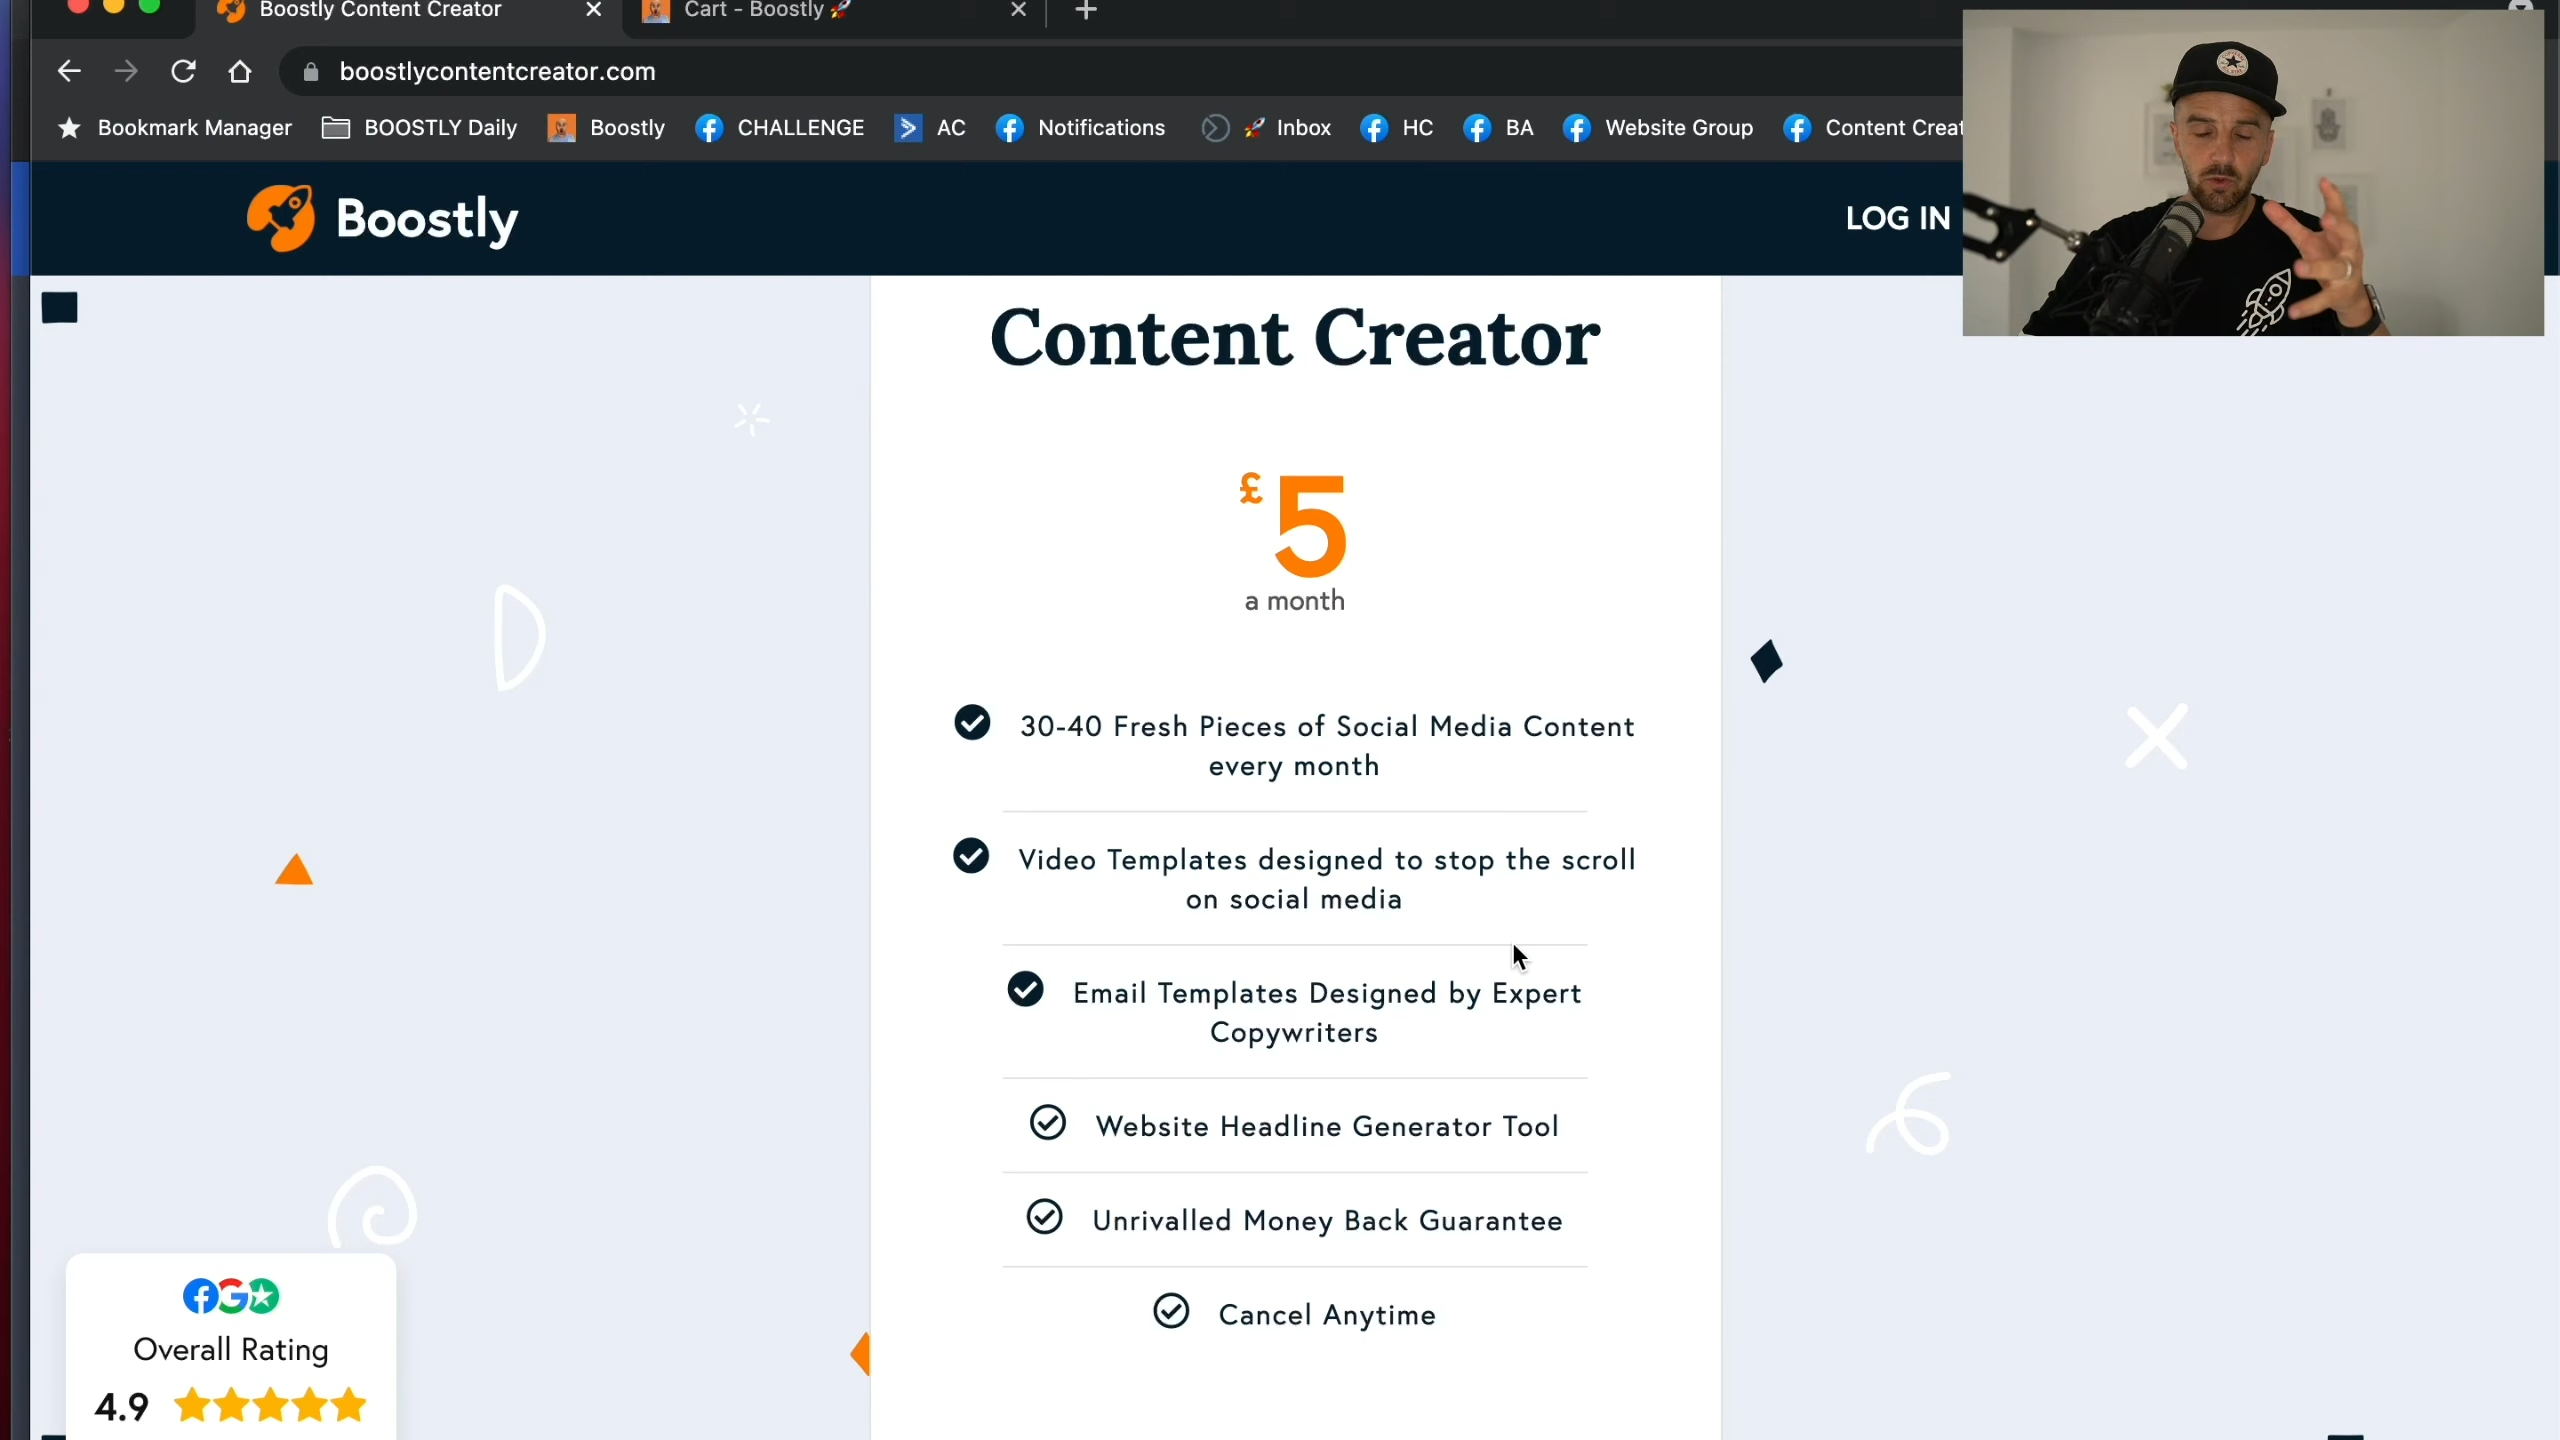 Boostly Content Creator
Cart - Boostly 🚀
boostlycontentcreator.com
Bookmark Manager BOOSTLY Daily Boostly CHALLENGE AC Notifications 🚀 Inbox HC BA Website Group Content Creat
Boostly
LOG IN
Content Creator
£5
a month
30-40 Fresh Pieces of Social Media Content
every month
Video Templates designed to stop the scroll
on social media
Email Templates Designed by Expert
Copywriters
Website Headline Generator Tool
Unrivalled Money Back Guarantee
Cancel Anytime
Overall Rating
4.9